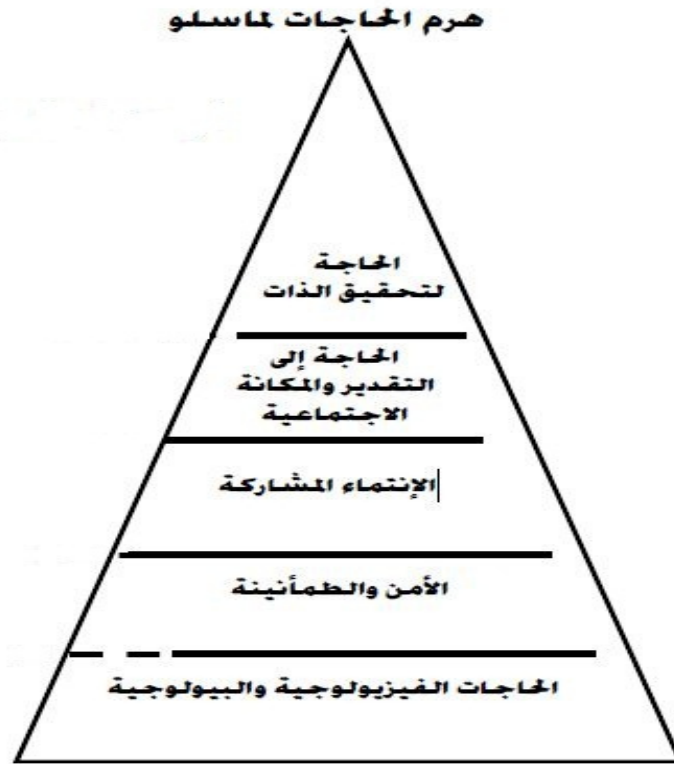 هرم الحاجات لماسلو
الحاجة
لتحقيق الذات
الحاجة إلى
التقدير والمكانة
الاجتماعية
الإنتماء المشاركة
الأمن والطمأنينة
الحاجات الفيزيولوجية والبيولوجية